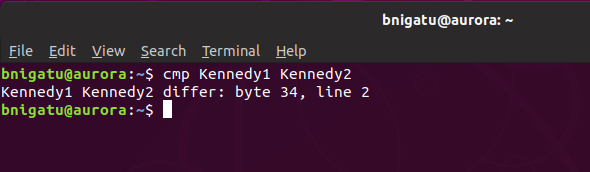 bnigatu@aurora: ~
File Edit View Search Terminal Help
bnigatu@aurora:~$ cmp Kennedy1 Kennedy2
Kennedy1 Kennedy2 differ: byte 34, line 2
bnigatu@aurora:~$